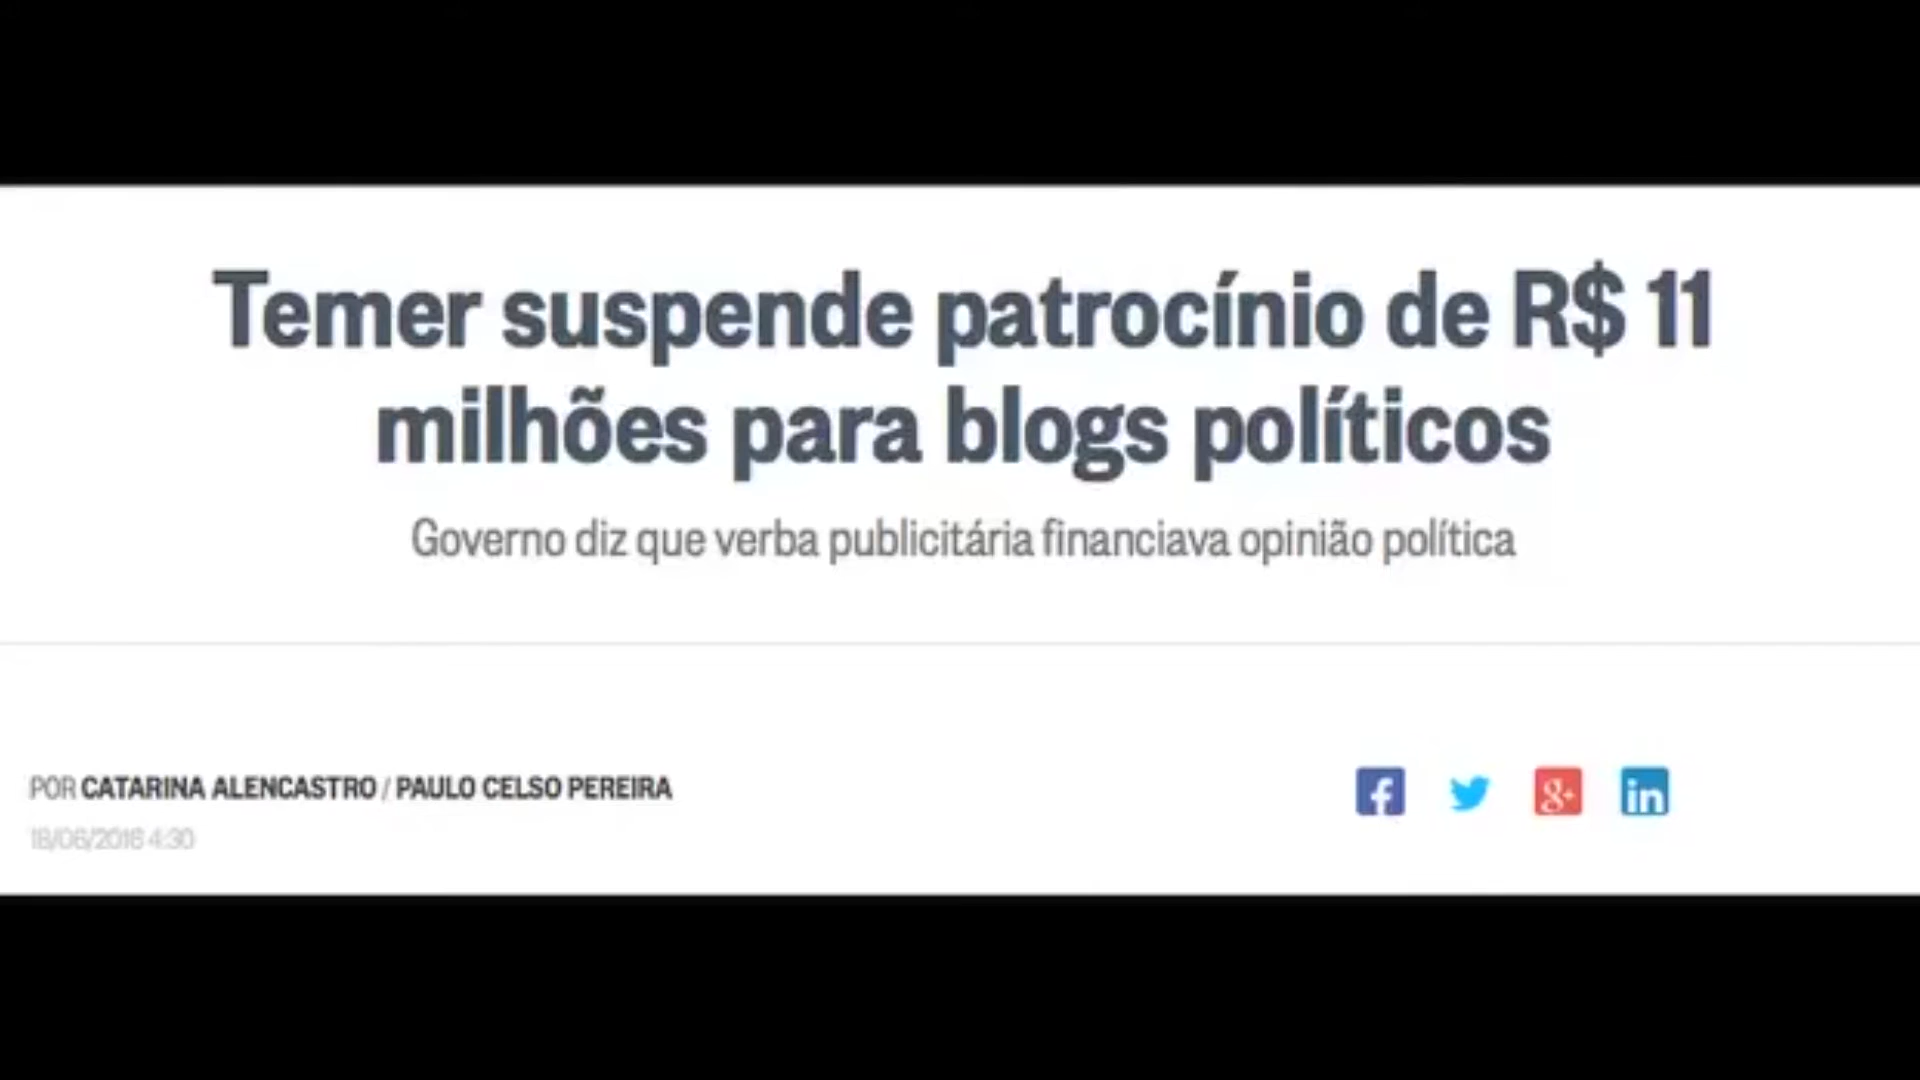 Temer suspende patrocínio de R$ 11
milhões para blogs políticos
Governo diz que verba publicitária financiava opinião política
POR CATARINA ALENCASTRO / PAULO CELSO PEREIRA
18/06/2016 4:30